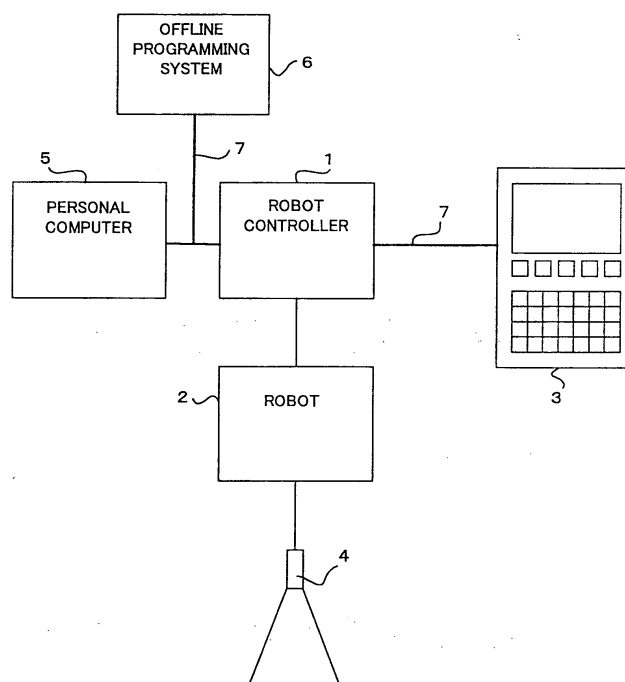 OFFLINE
PROGRAMMING
SYSTEM
6
7
5
1
PERSONAL
COMPUTER
ROBOT
CONTROLLER
7
3
2
ROBOT
4